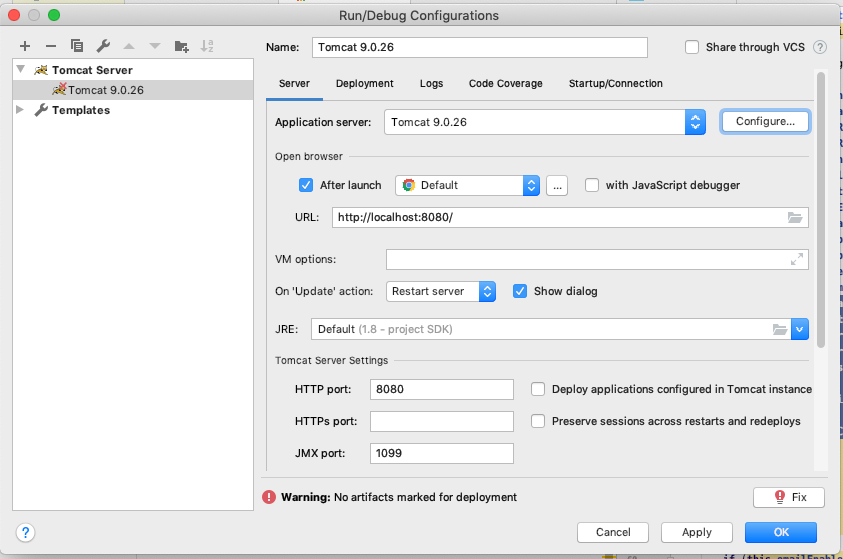 Run/Debug Configurations
Name: Tomcat 9.0.26 Share through VCS ?
Tomcat Server
Tomcat 9.0.26
Templates
Server Deployment Logs Code Coverage Startup/Connection
Application server: Tomcat 9.0.26 Configure...
Open browser
After launch Default ... with JavaScript debugger
URL: http://localhost:8080/
VM options:
On 'Update' action: Restart server Show dialog
JRE: Default (1.8 - project SDK)
Tomcat Server Settings
HTTP port: 8080 Deploy applications configured in Tomcat instance
HTTPs port: Preserve sessions across restarts and redeploys
JMX port: 1099
Warning: No artifacts marked for deployment Fix
? Cancel Apply OK